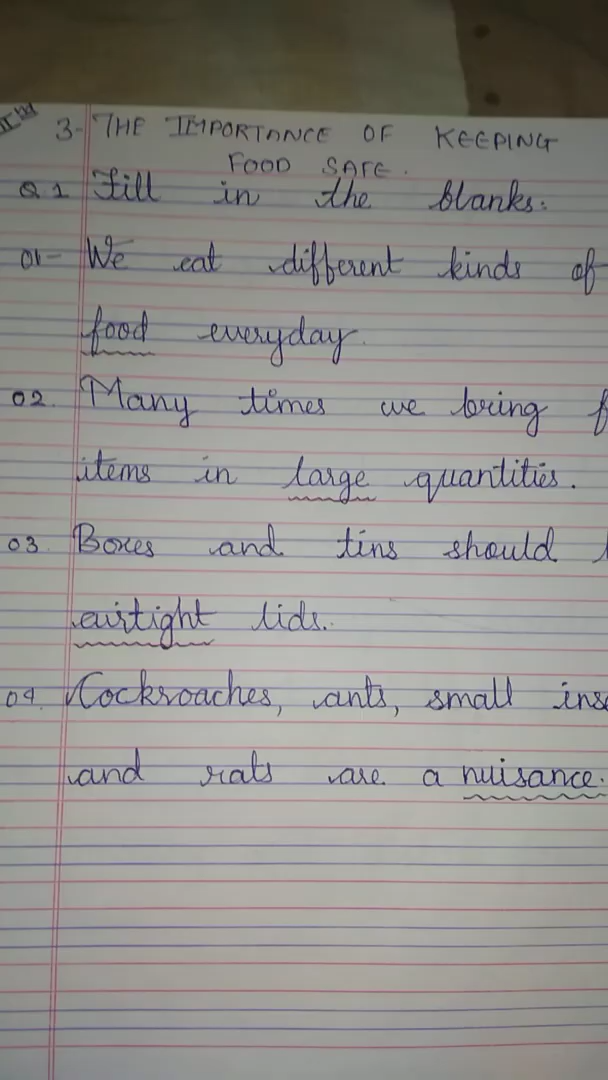 3- THE IMPORTANCE OF KEEPING
FOOD SAFE.
Q.1 Fill in the blanks.
01- We eat different kinds of
food everyday.
02. Many times we bring
items in large quantities.
03. Boxes and tins should
airtight lids.
04. Cockroaches, ants, small
and rats are a nuisance.